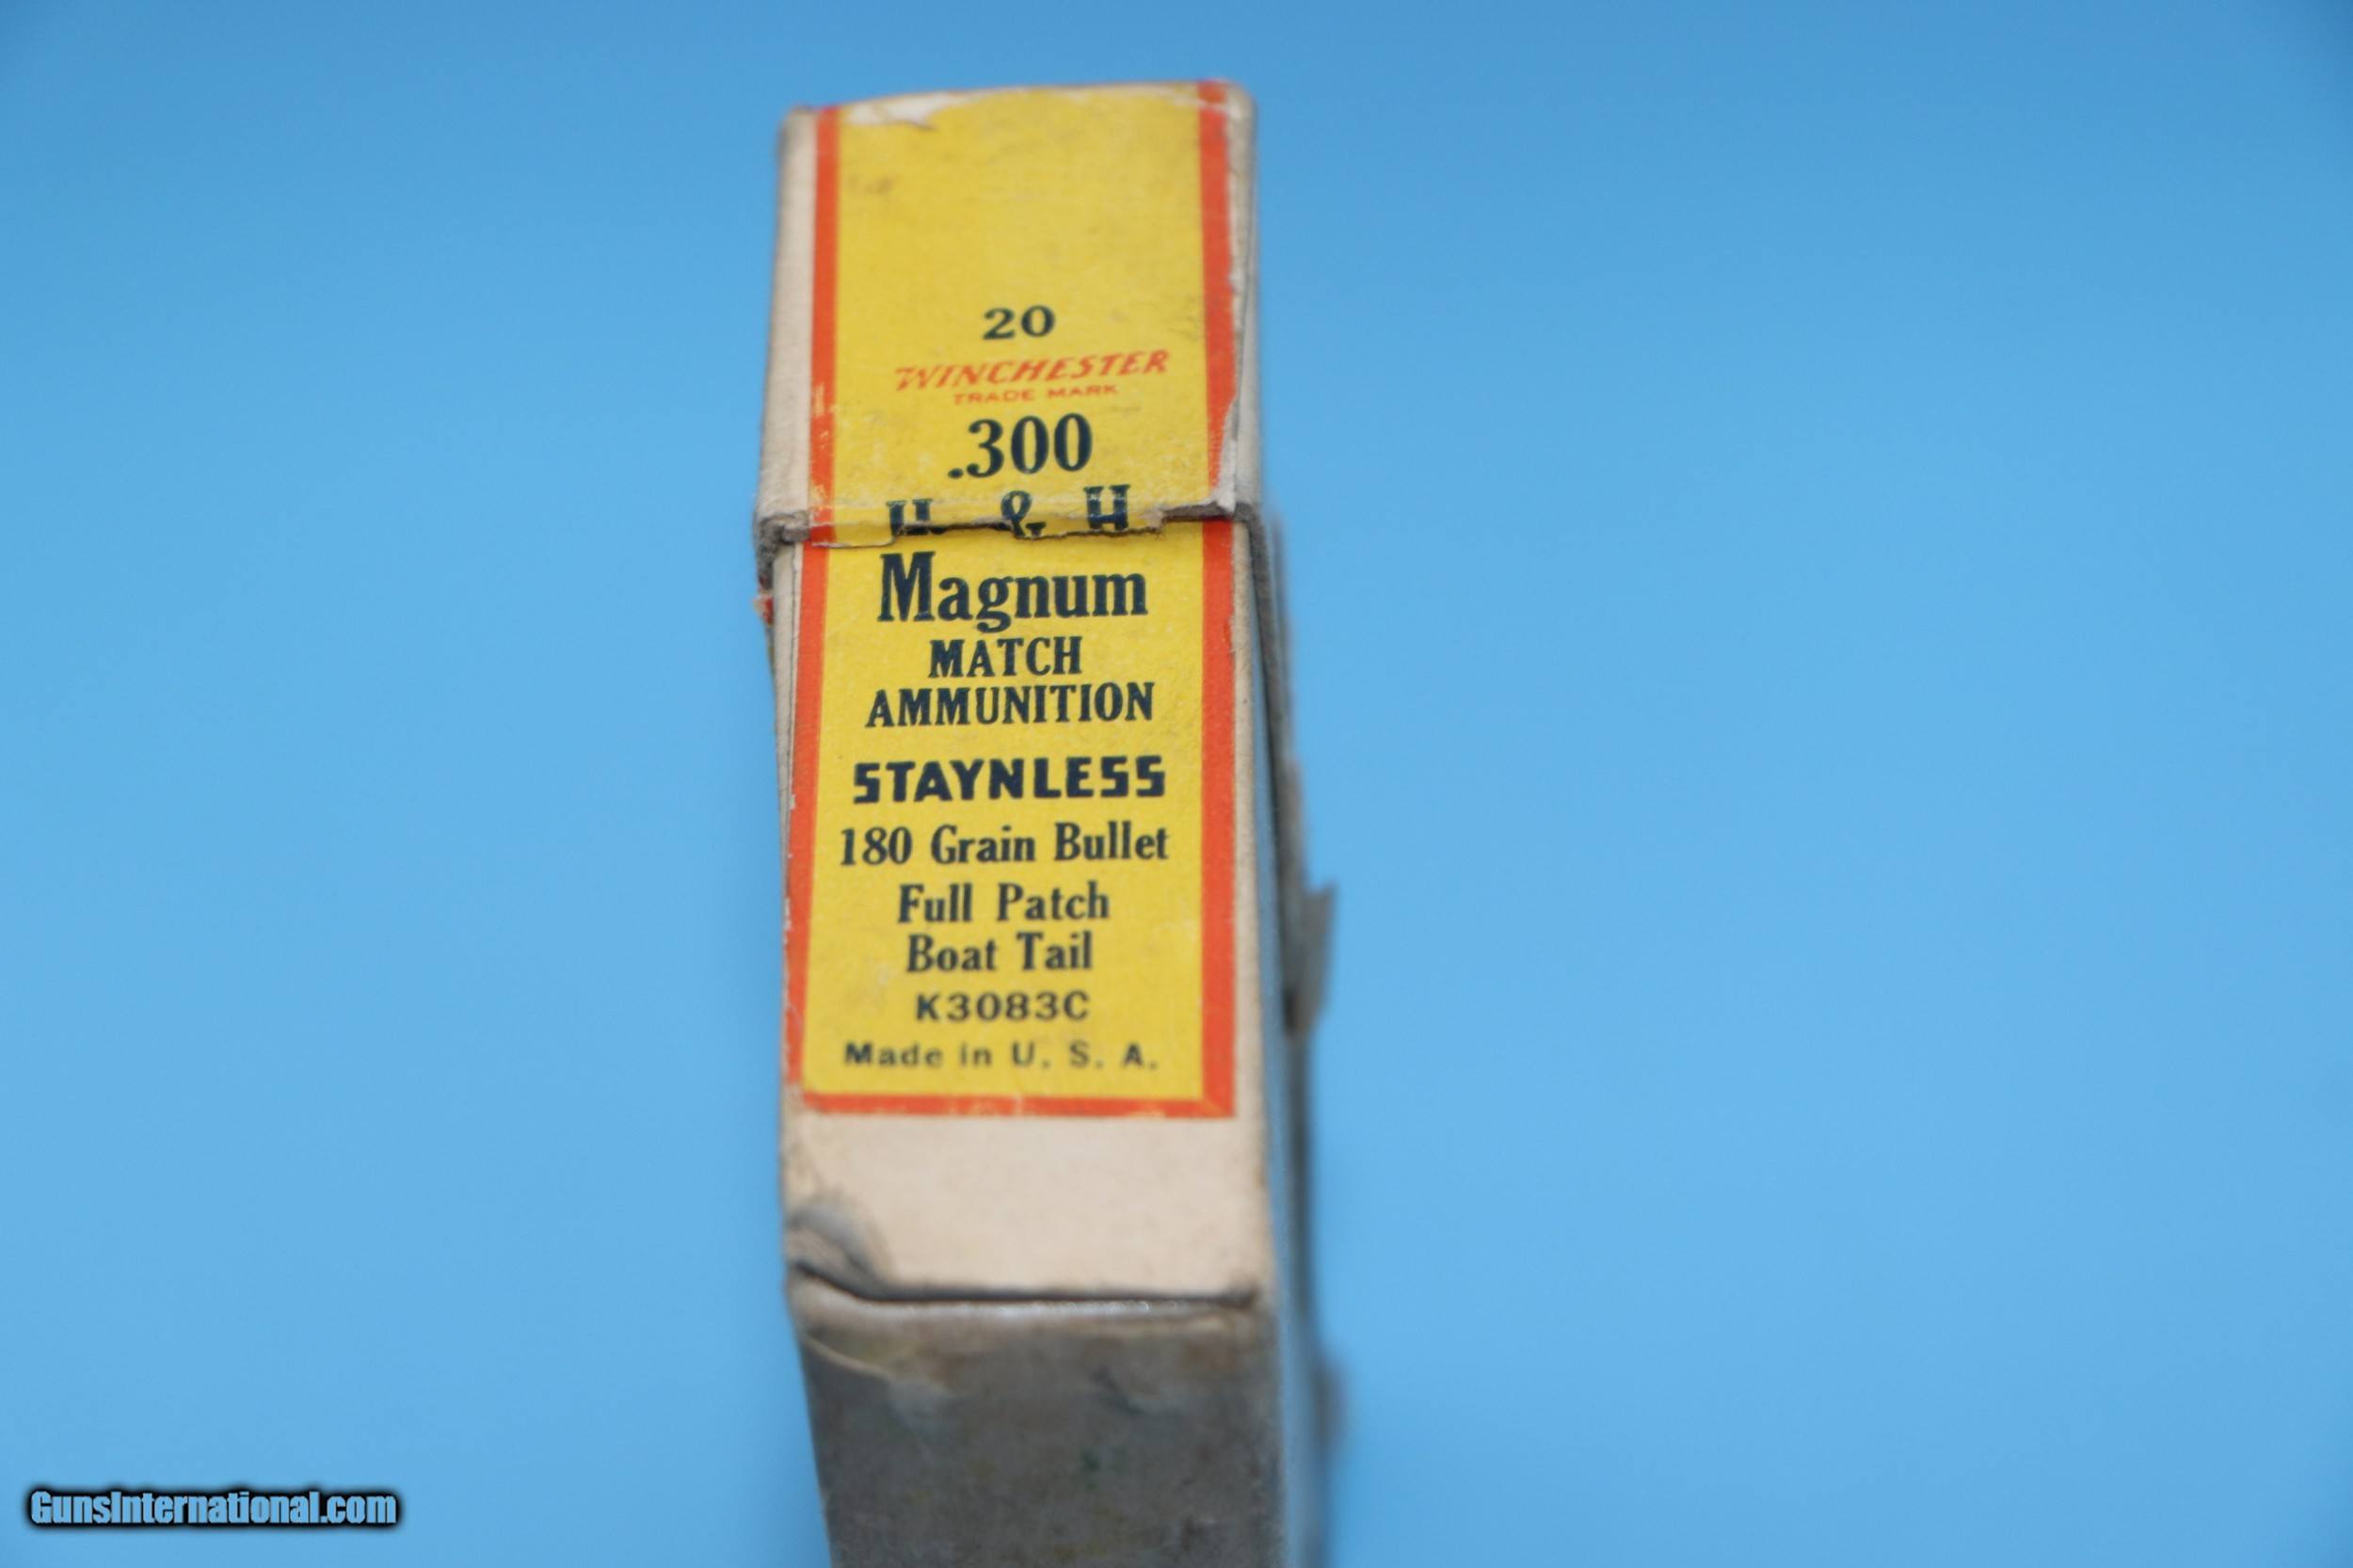 20
WINCHESTER
TRADE MARK
.300
H & H
Magnum
MATCH
AMMUNITION
STAYNLESS
180 Grain Bullet
Full Patch
Boat Tail
K3083C
Made in U. S. A.
GunsInternational.com